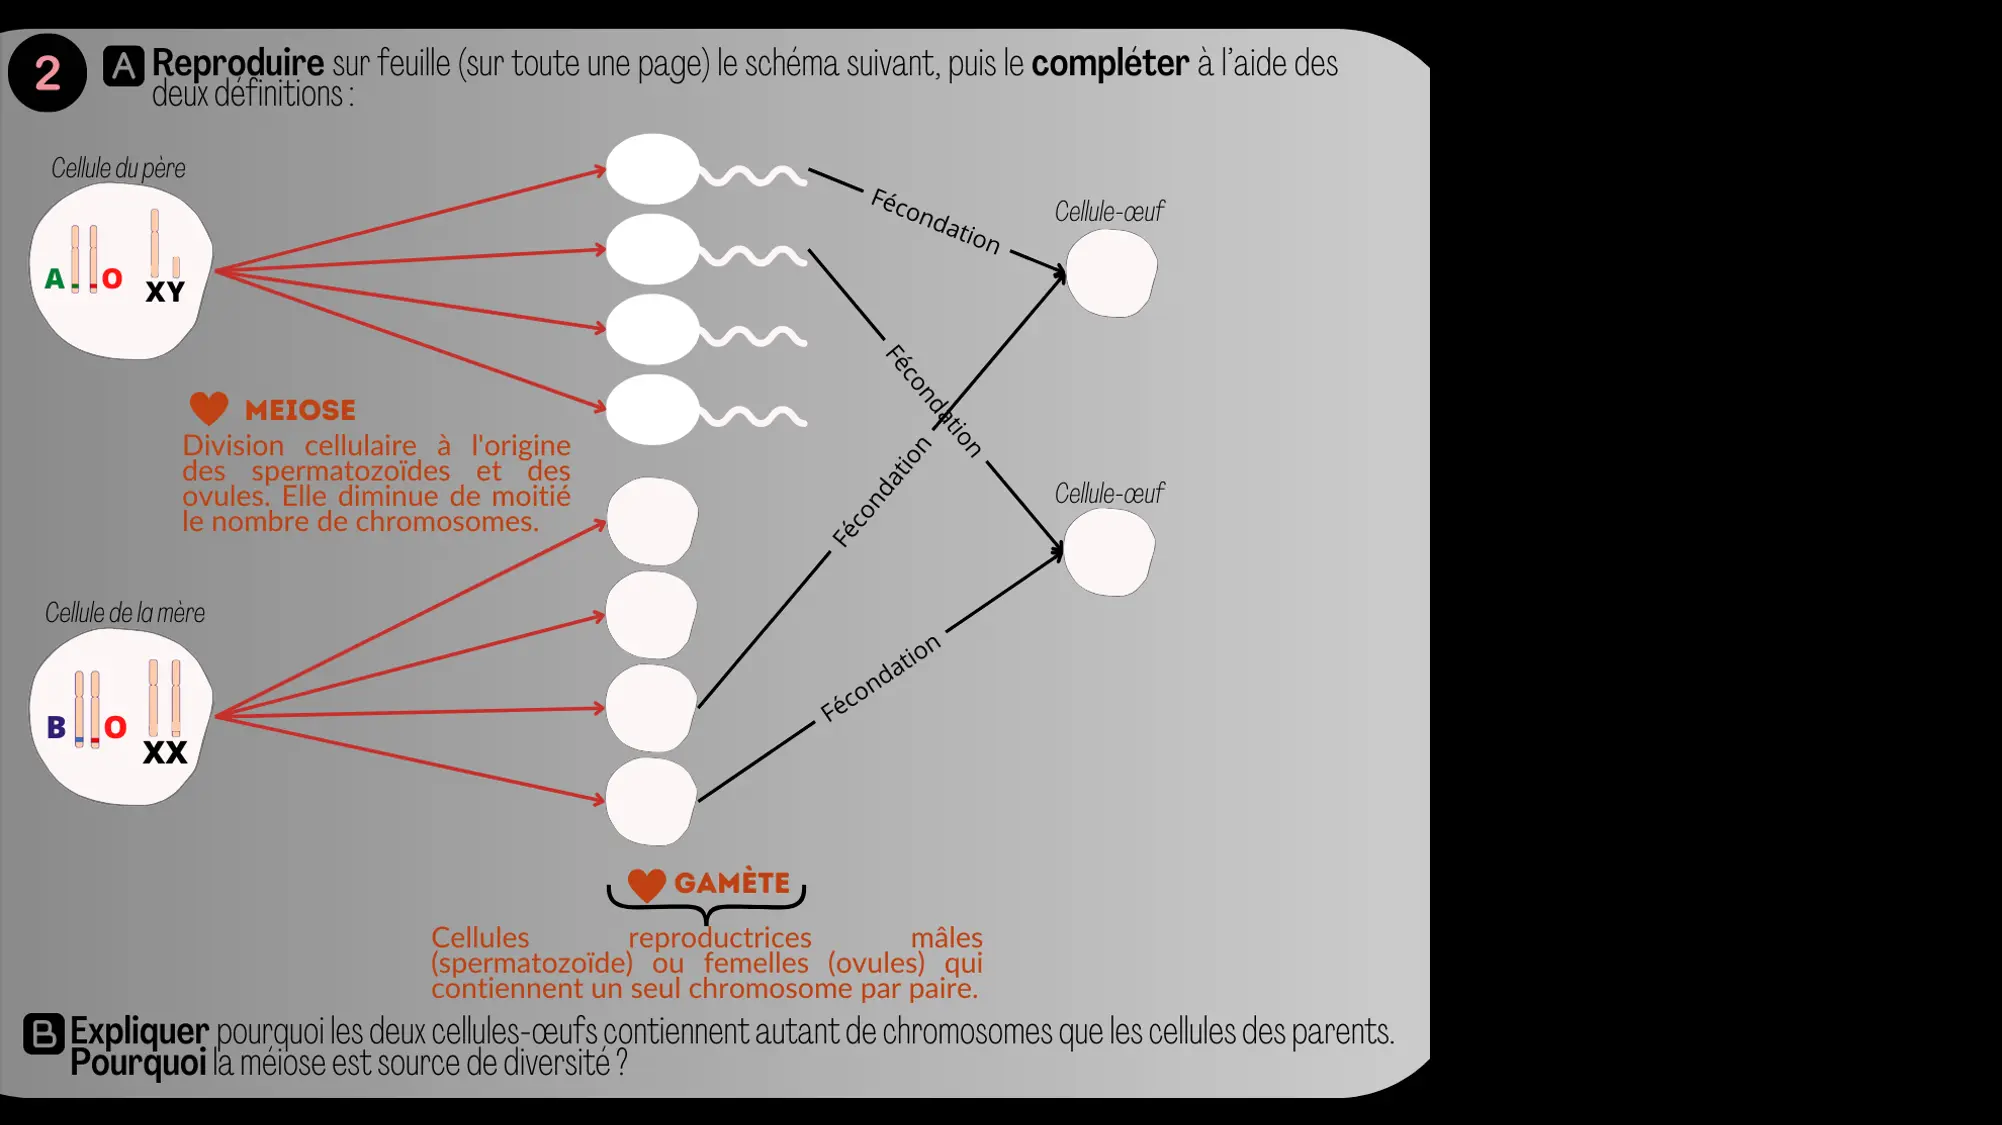 2 A Reproduire sur feuille (sur toute une page) le schéma suivant, puis le compléter à l'aide des
deux définitions :
Cellule du père
A O XY
Fécondation
Cellule-œuf
MEIOSE
Division cellulaire à l'origine
des spermatozoïdes et des
ovules. Elle diminue de moitié
le nombre de chromosomes.
Fécondation
Fécondation
Cellule-œuf
Cellule de la mère
B O XX
Fécondation
GAMÈTE
Cellules reproductrices mâles
(spermatozoïde) ou femelles (ovules) qui
contiennent un seul chromosome par paire.
B Expliquer pourquoi les deux cellules-œufs contiennent autant de chromosomes que les cellules des parents.
Pourquoi la méiose est source de diversité ?